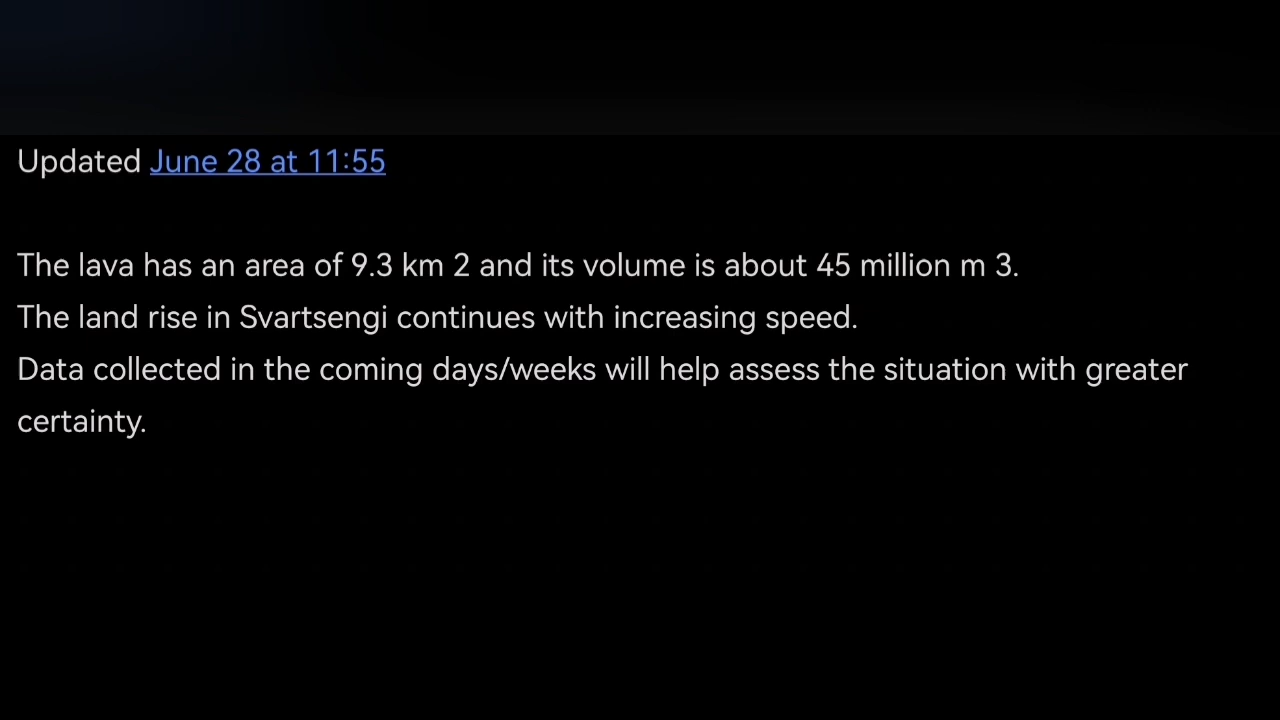 Updated June 28 at 11:55
The lava has an area of 9.3 km 2 and its volume is about 45 million m 3.
The land rise in Svartsengi continues with increasing speed.
Data collected in the coming days/weeks will help assess the situation with greater
certainty.